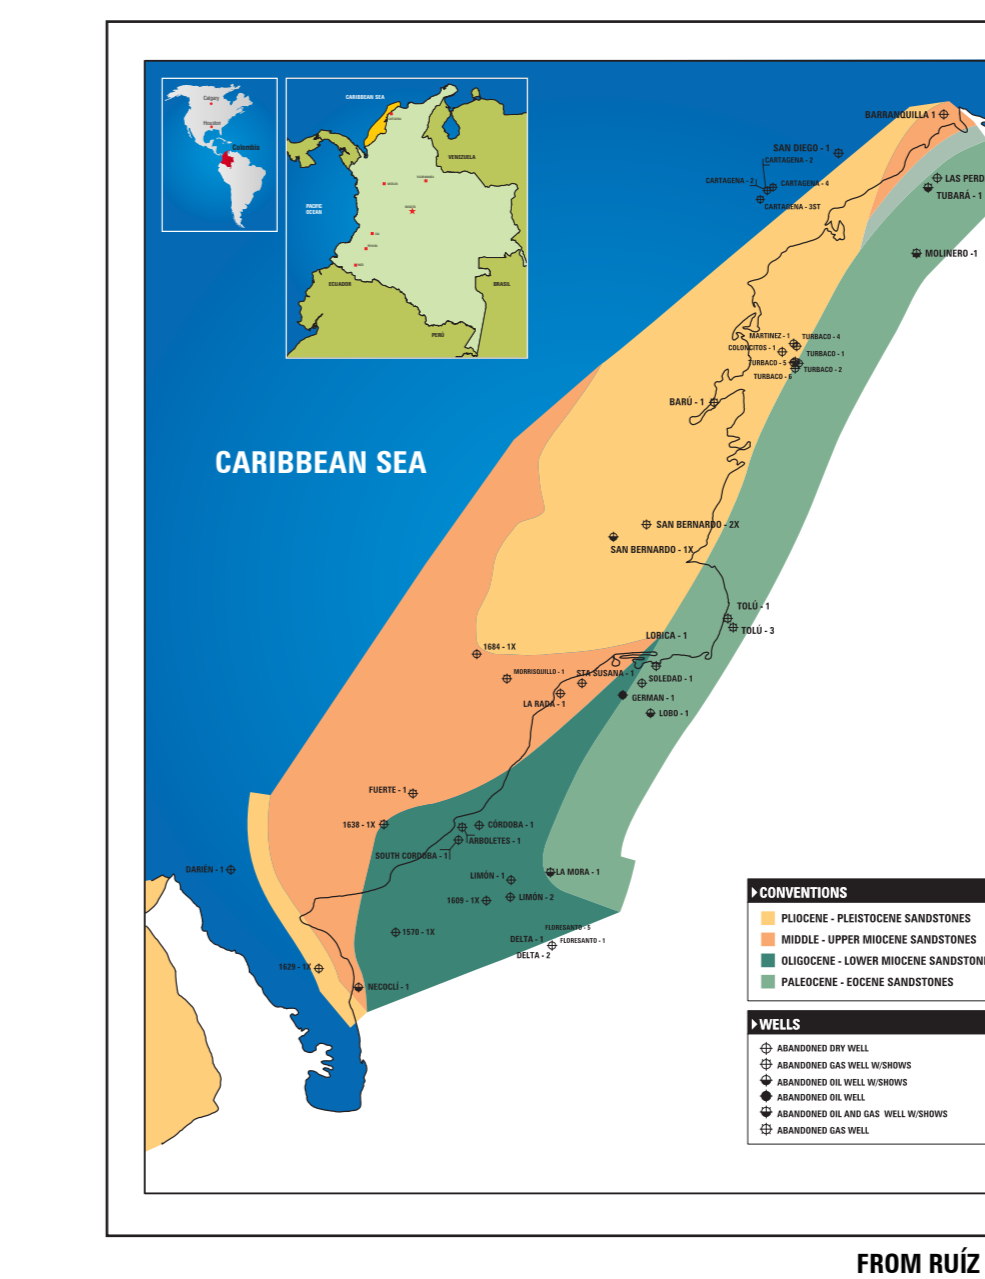 Calgary
Houston
Colombia
CARIBBEAN SEA
VENEZUELA
PACIFIC
OCEAN
ECUADOR
BRASIL
PERÚ
BARRANQUILLA 1
SAN DIEGO - 1
CARTAGENA - 2
CARTAGENA - 2
CARTAGENA - 4
CARTAGENA - 3ST
LAS PERD
TUBARÁ - 1
MOLINERO -1
MARTINEZ - 1
TURBACO - 4
COLONCITOS - 1
TURBACO - 1
TURBACO - 5
TURBACO - 2
TURBACO - 6
BARÚ - 1
CARIBBEAN SEA
SAN BERNARDO - 2X
SAN BERNARDO - 1X
TOLÚ - 1
TOLÚ - 3
LORICA - 1
1684 - 1X
MORRISQUILLO - 1
STA SUSANA - 1
SOLEDAD - 1
LA RADA - 1
GERMAN - 1
LOBO - 1
FUERTE - 1
1638 - 1X
CÓRDOBA - 1
ARBOLETES - 1
SOUTH CORDOBA - 1
DARIÉN - 1
LIMÓN - 1
LA MORA - 1
1609 - 1X
LIMÓN - 2
1570 - 1X
FLORESANTO - 5
DELTA - 1
FLORESANTO - 1
DELTA - 2
1629 - 1X
NECOCLÍ - 1
CONVENTIONS
PLIOCENE - PLEISTOCENE SANDSTONES
MIDDLE - UPPER MIOCENE SANDSTONES
OLIGOCENE - LOWER MIOCENE SANDSTON
PALEOCENE - EOCENE SANDSTONES
WELLS
ABANDONED DRY WELL
ABANDONED GAS WELL W/SHOWS
ABANDONED OIL WELL W/SHOWS
ABANDONED OIL WELL
ABANDONED OIL AND GAS WELL W/SHOWS
ABANDONED GAS WELL
FROM RUÍZ